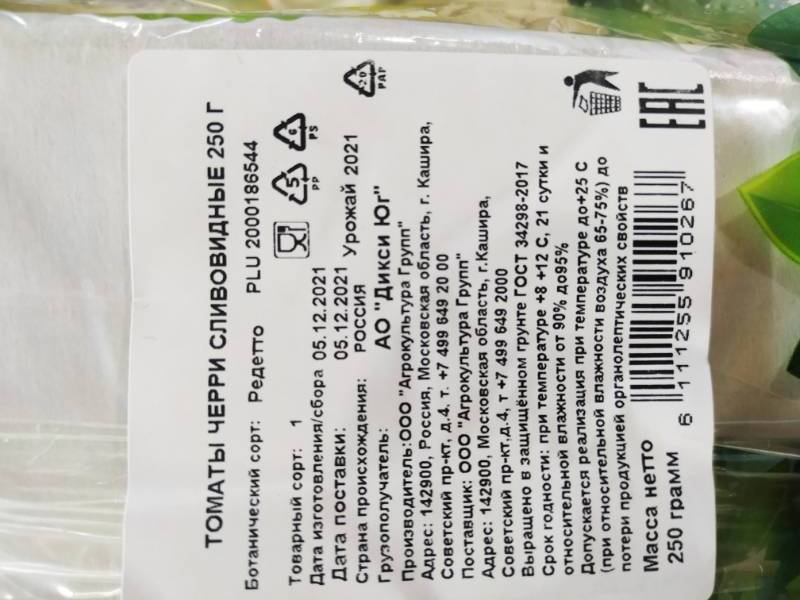 ТОМАТЫ ЧЕРРИ СЛИВОВИДНЫЕ 250 Г
Ботанический сорт: Редетто PLU 2000186544
Товарный сорт: 1
Дата изготовления/сбора 05.12.2021
Дата поставки: 05.12.2021
Страна происхождения: РОССИЯ Урожай 2021
Грузополучатель: АО "Дикси Юг"
Производитель:ООО "Агрокультура Групп"
Адрес: 142900, Россия, Московская область, г. Кашира,
Советский пр-кт, д.4. т. +7 499 649 20 00
Поставщик: ООО "Агрокультура Групп"
Адрес: 142900, Московская область, г.Кашира,
Советский пр-кт,д.4, т +7 499 649 2000
Выращено в защищённом грунте ГОСТ 34298-2017
Срок годности: при температуре +8 +12 С, 21 сутки и
относительной влажности от 90% до95%
Допускается реализация при температуре до+25 С
(при относительной влажности воздуха 65-75%) до
потери продукцией органолептических свойств
Масса нетто
250 грамм
6 111255 910267
5
PP
6
PS
20
PAP
EAC